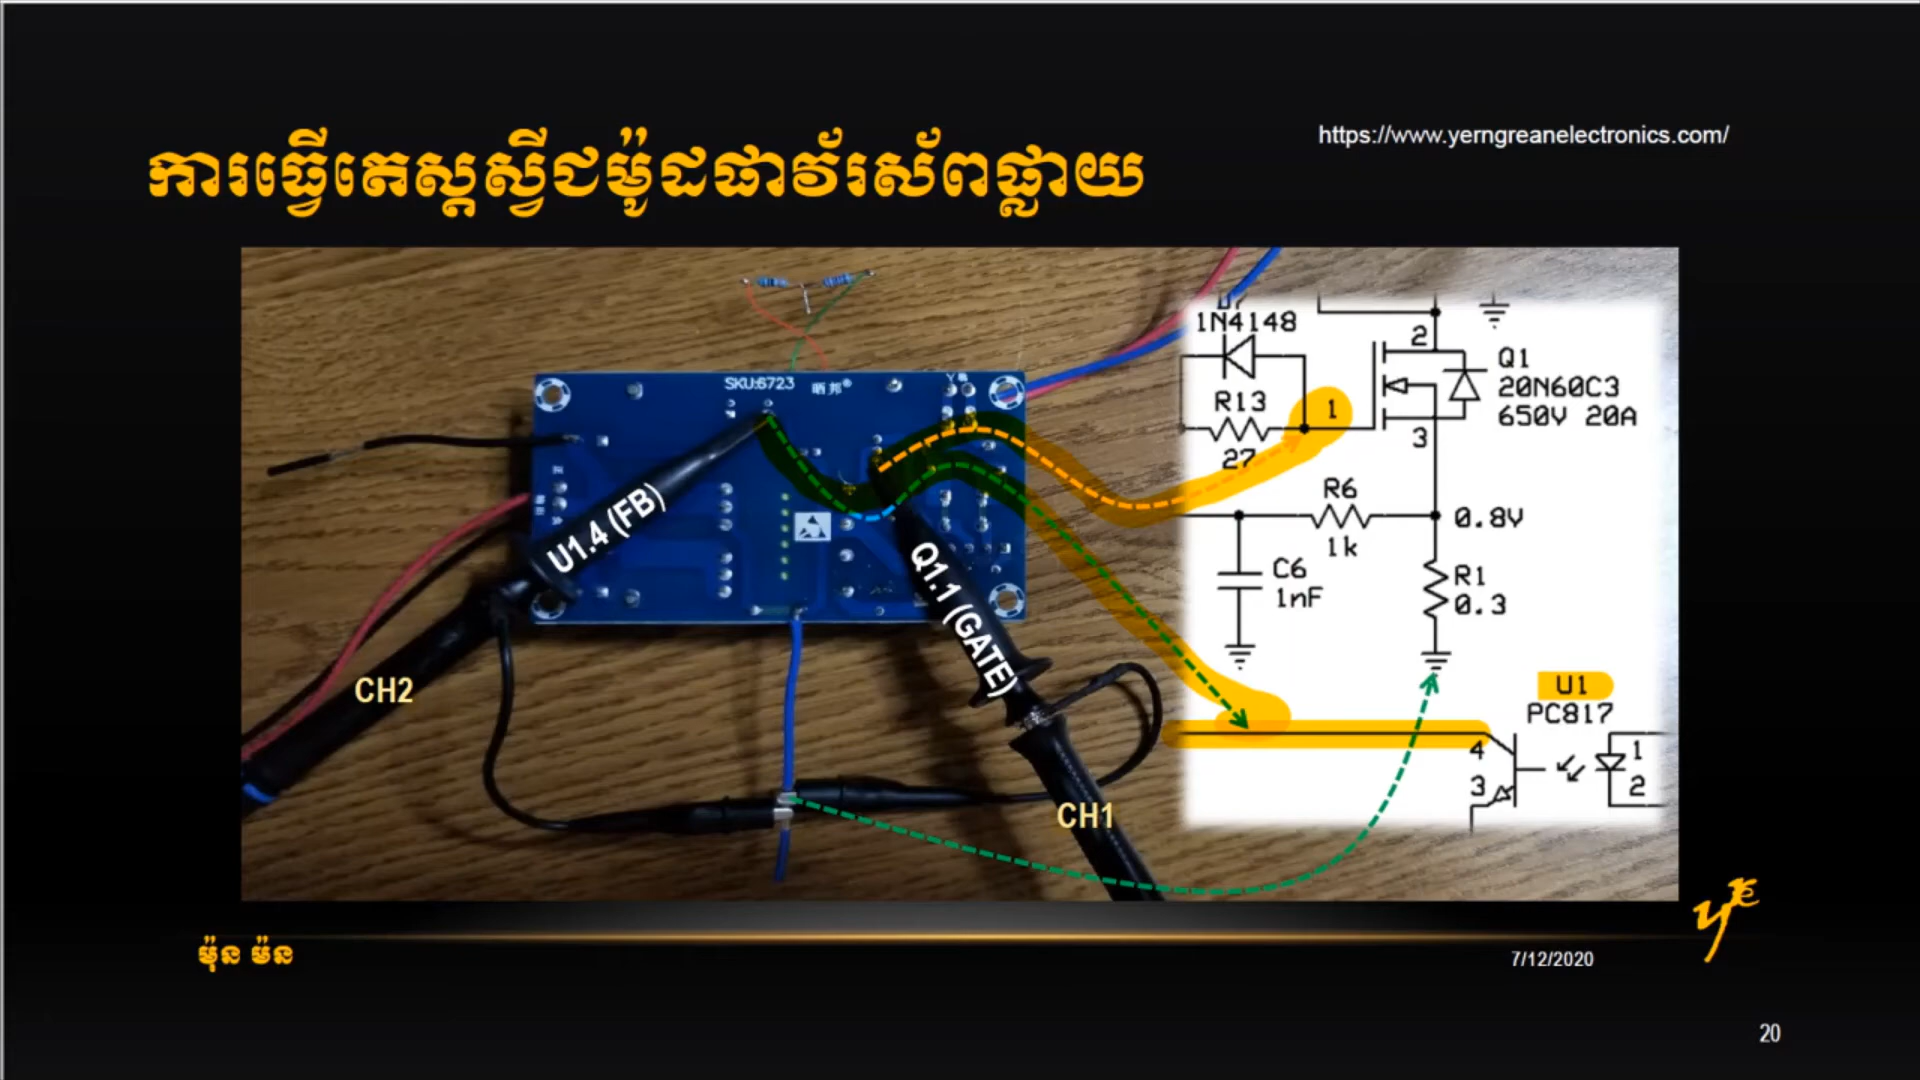 ការធ្វើតេស្តស្វីជម៉ូដផាវ័រស័ពផ្លាយ
https://www.yerngreanelectronics.com/
SKU:6723
晒邦®
1N4148
R13
27
1
2
3
Q1
20N60C3
650V 20A
R6
1k
0.8V
C6
1nF
R1
0.3
U1
PC817
4
3
1
2
U1.4 (FB)
Q1.1 (GATE)
CH2
CH1
ម៉ុន ម៉ន
7/12/2020
20